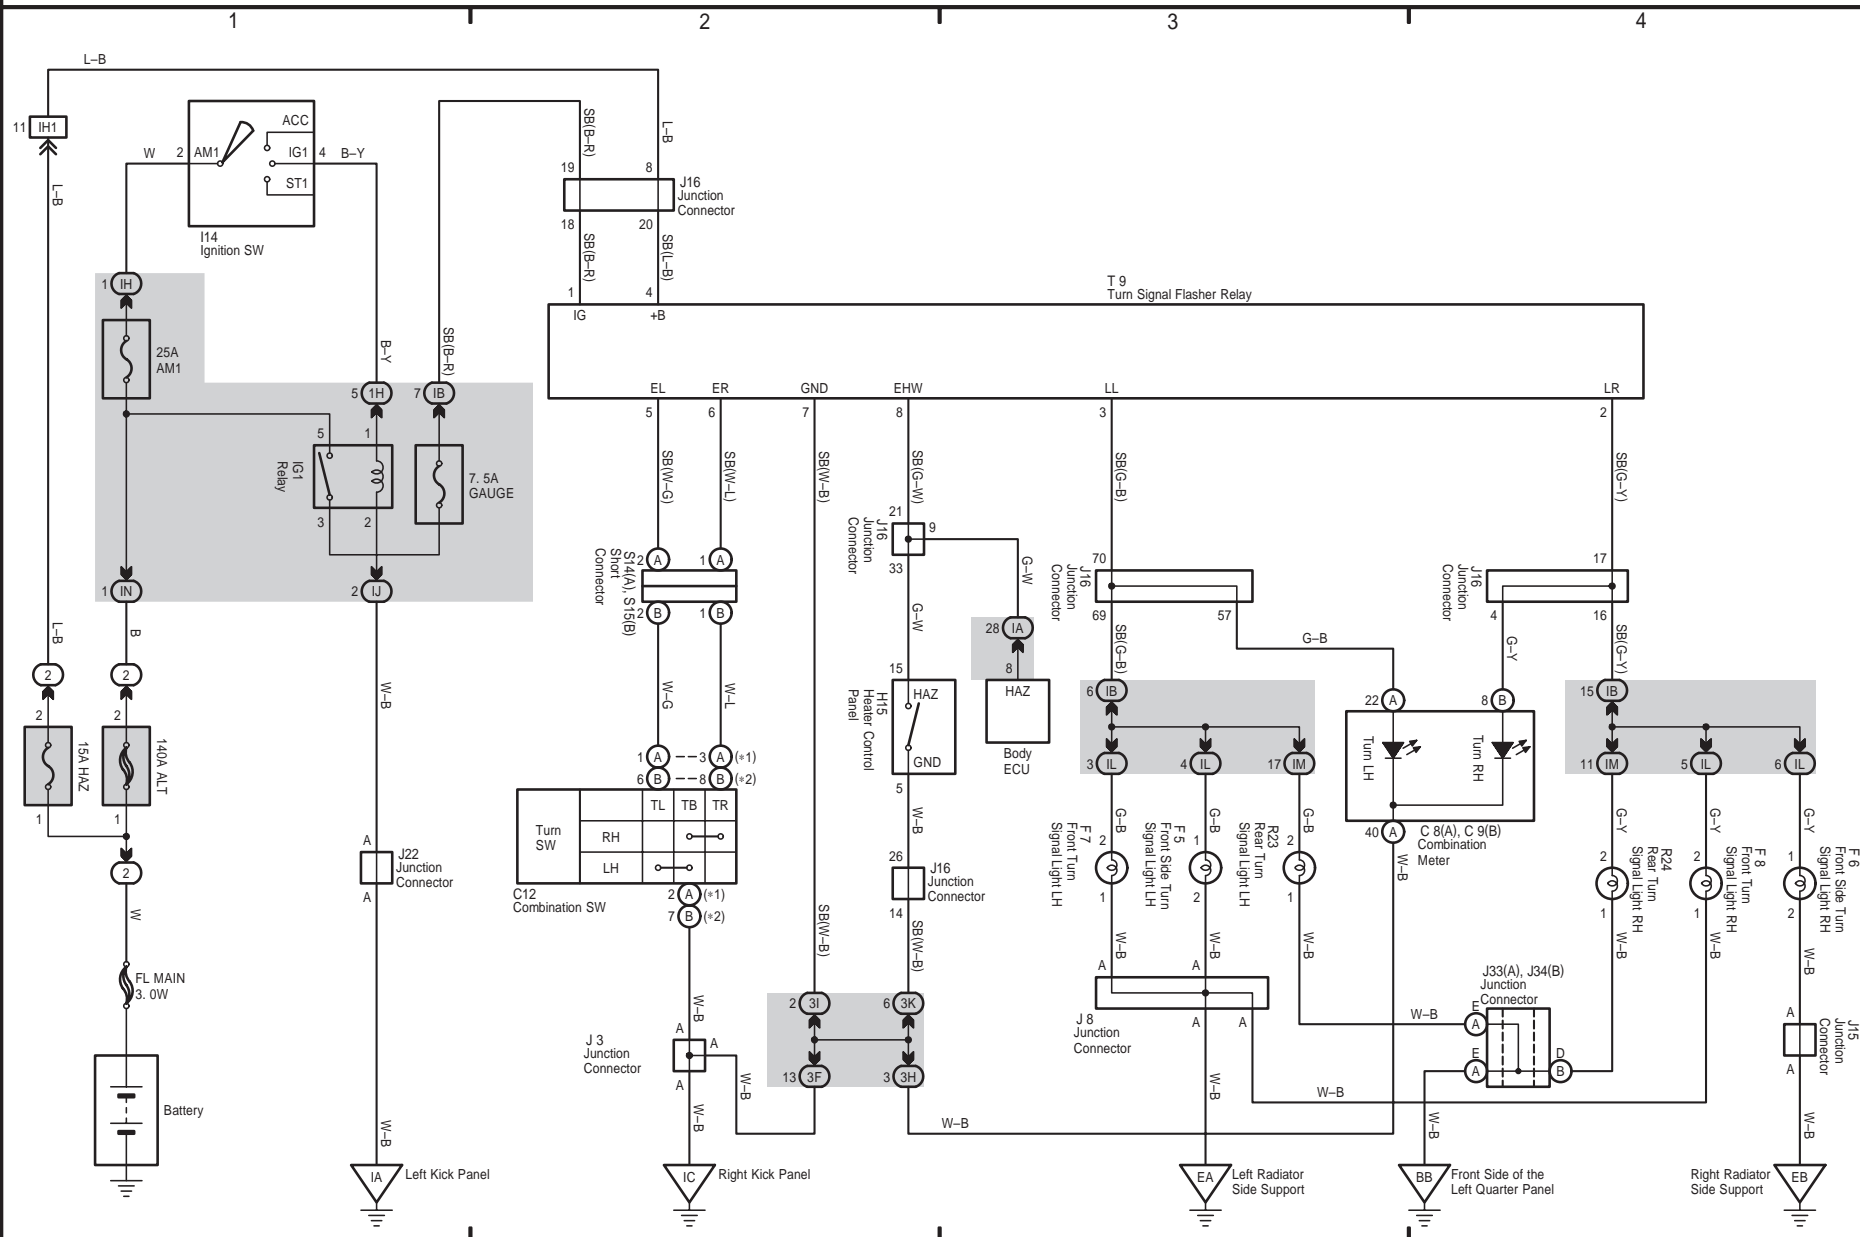 1
2
3
4
L–B
11
IH1
L–B
L–B
W
2
AM1
ACC
IG1
ST1
4
B–Y
I14
Ignition SW
1
IH
25A
AM1
B–Y
5
1H
7
IB
SB(B–R)
5
1
3
2
IG1
Relay
7. 5A
GAUGE
1
IN
2
IJ
B
2
2
2
2
15A HAZ
140A ALT
1
1
2
W
FL MAIN
3. 0W
Battery
W–B
A
J22
Junction
Connector
A
W–B
IA
Left Kick Panel
SB(B–R)
L–B
19
8
J16
Junction
Connector
18
20
SB(B–R)
SB(L–B)
1
4
T 9
Turn Signal Flasher Relay
IG
+B
EL
ER
GND
EHW
LL
LR
5
6
7
8
3
2
SB(W–G)
SB(W–L)
SB(W–B)
SB(G–W)
SB(G–B)
SB(G–Y)
2
A
1
A
S14(A), S15(B)
Short
Connector
2
B
1
B
W–G
W–L
1
A
3
A
(*1)
6
B
8
B
(*2)
TL
TB
TR
Turn
SW
RH
LH
C12
Combination SW
2
A
(*1)
7
B
(*2)
W–B
A
J 3
Junction
Connector
A
A
W–B
W–B
IC
Right Kick Panel
SB(W–B)
2
3I
6
3K
13
3F
3
3H
21
9
J16
Junction
Connector
33
G–W
G–W
28
IA
8
HAZ
Body
ECU
15
HAZ
GND
H15
Heater Control
Panel
5
W–B
26
J16
Junction
Connector
14
SB(W–B)
W–B
70
J16
Junction
Connector
69
57
SB(G–B)
G–B
6
IB
3
IL
4
IL
17
IM
G–B
G–B
G–B
F 7
Front Turn
Signal Light LH
2
1
F 5
Front Side Turn
Signal Light LH
1
2
R23
Rear Turn
Signal Light LH
2
1
W–B
W–B
W–B
A
A
J 8
Junction
Connector
A
A
W–B
EA
Left Radiator
Side Support
17
J16
Junction
Connector
4
16
G–Y
SB(G–Y)
22
A
8
B
Turn LH
Turn RH
40
A
C 8(A), C 9(B)
Combination
Meter
W–B
15
IB
11
IM
5
IL
6
IL
G–Y
G–Y
G–Y
2
R24
Rear Turn
Signal Light RH
1
2
F 8
Front Turn
Signal Light RH
1
1
F 6
Front Side Turn
Signal Light RH
2
W–B
W–B
W–B
J33(A), J34(B)
Junction
Connector
W–B
E
A
E
A
D
B
W–B
W–B
BB
Front Side of the
Left Quarter Panel
A
J15
Junction
Connector
A
W–B
Right Radiator
Side Support
EB